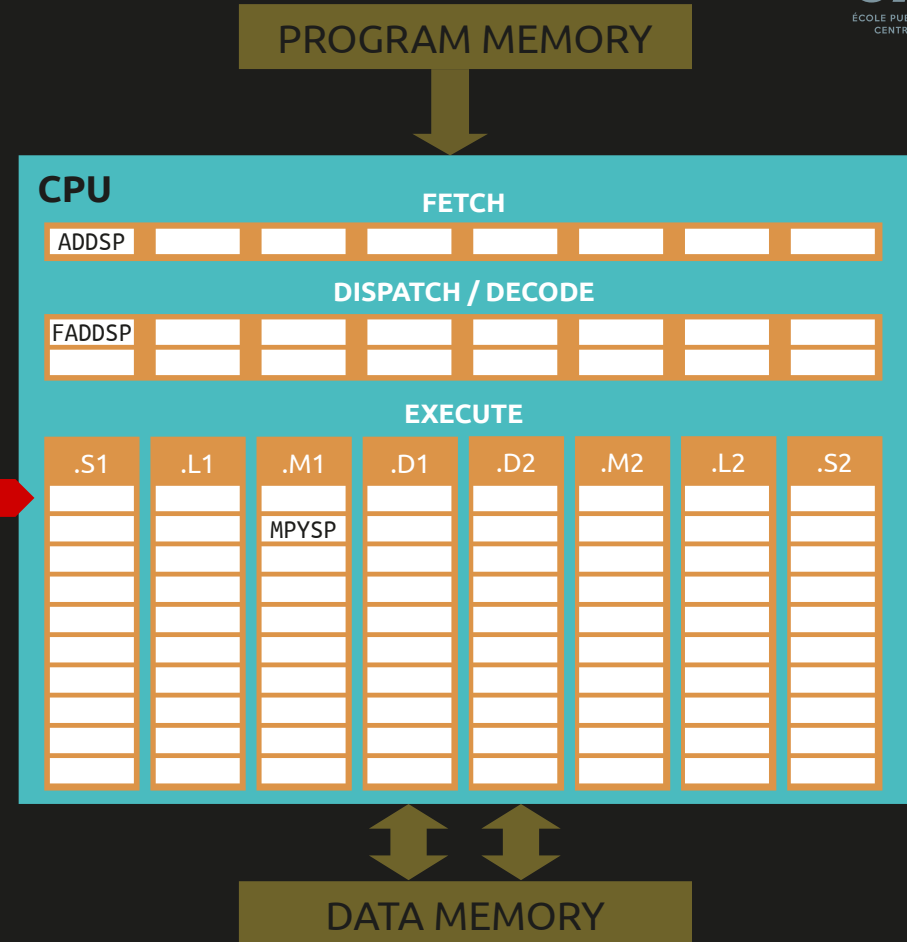 PROGRAM MEMORY
CPU
FETCH
ADDSP
DISPATCH / DECODE
FADDSP
EXECUTE
.S1 .L1 .M1 .D1 .D2 .M2 .L2 .S2
MPYSP
DATA MEMORY
ÉCOLE